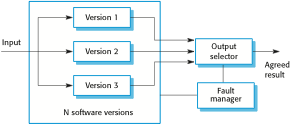 Version 1
Input
Version 2
Output
selector
Agreed
result
Version 3
Fault
manager
N software versions